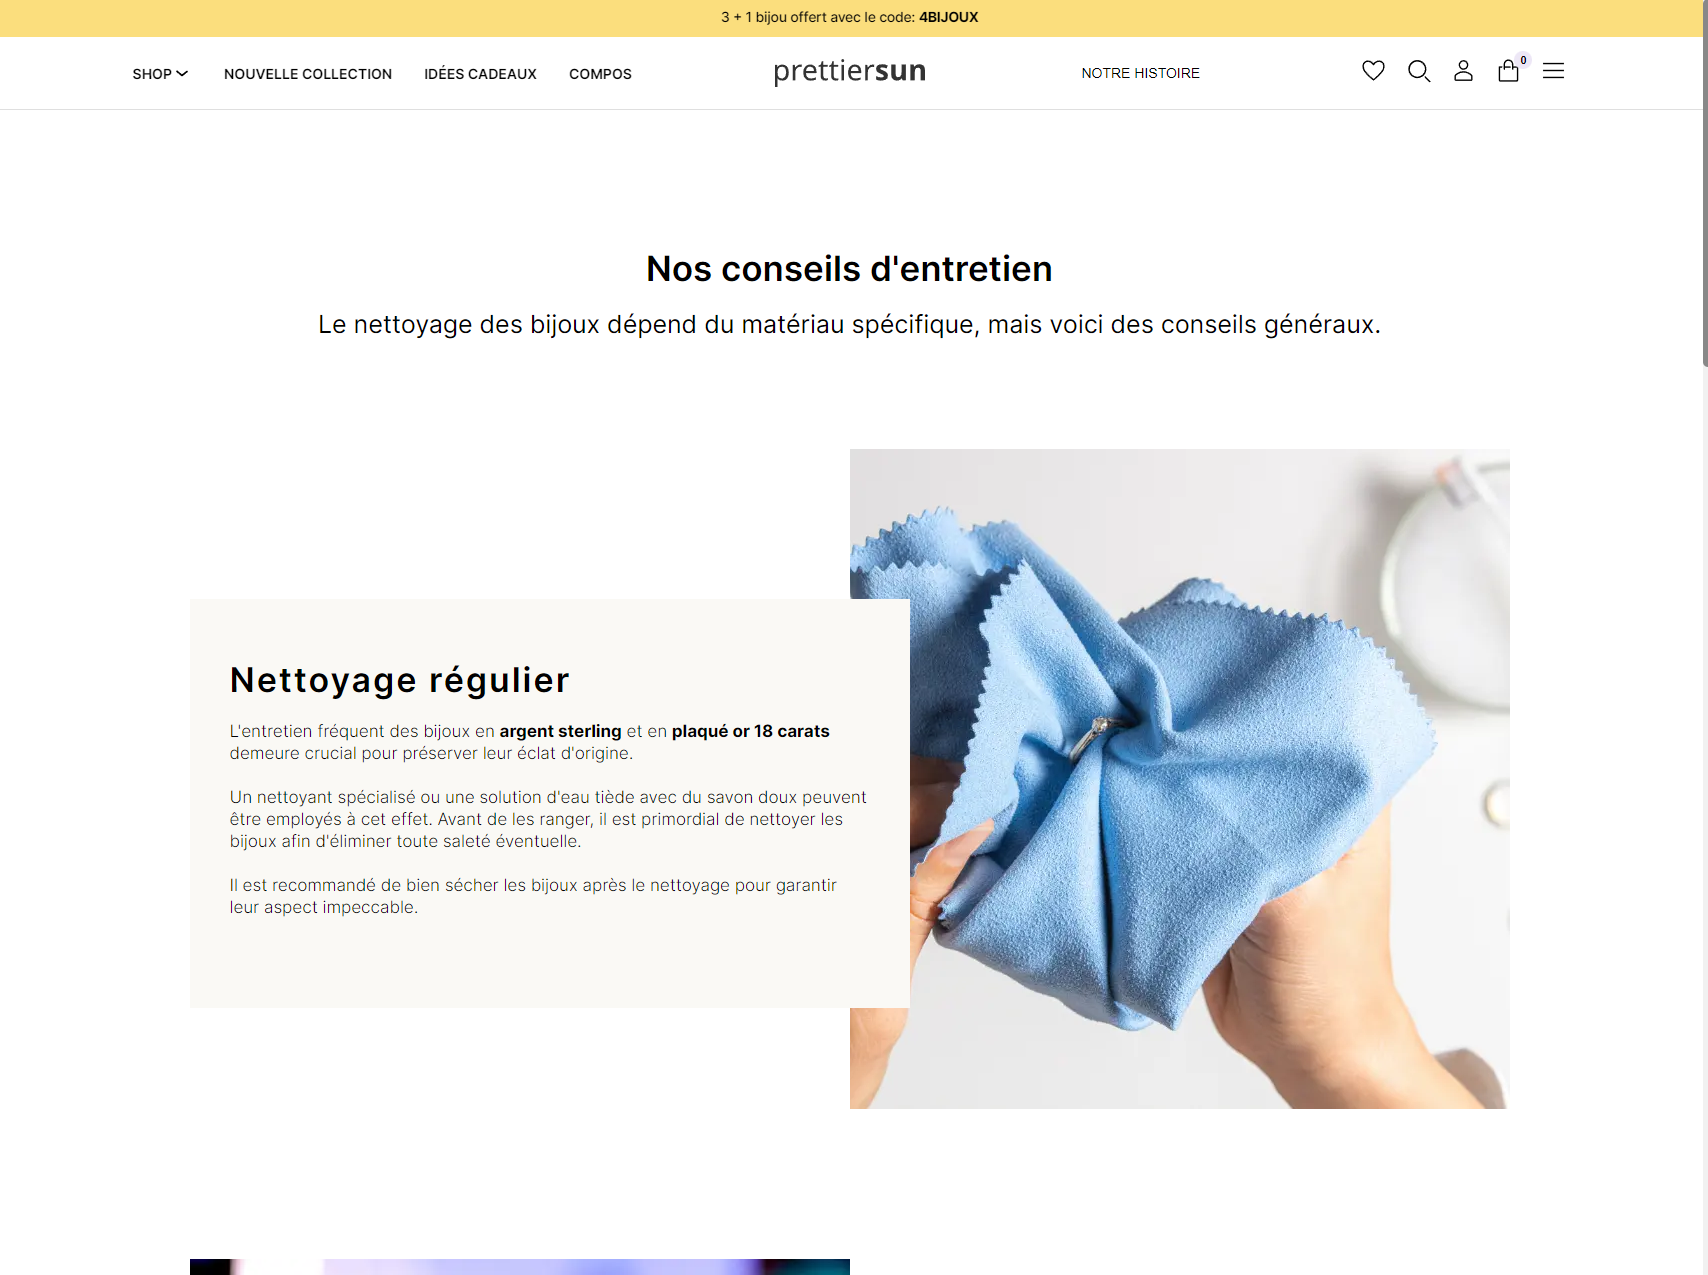 3 + 1 bijou offert avec le code: 4BIJOUX
SHOP
NOUVELLE COLLECTION
IDÉES CADEAUX
COMPOS
prettiersun
NOTRE HISTOIRE
0
Nos conseils d'entretien
Le nettoyage des bijoux dépend du matériau spécifique, mais voici des conseils généraux.
Nettoyage régulier
L'entretien fréquent des bijoux en argent sterling et en plaqué or 18 carats
demeure crucial pour préserver leur éclat d'origine.
Un nettoyant spécialisé ou une solution d'eau tiède avec du savon doux peuvent
être employés à cet effet. Avant de les ranger, il est primordial de nettoyer les
bijoux afin d'éliminer toute saleté éventuelle.
Il est recommandé de bien sécher les bijoux après le nettoyage pour garantir
leur aspect impeccable.